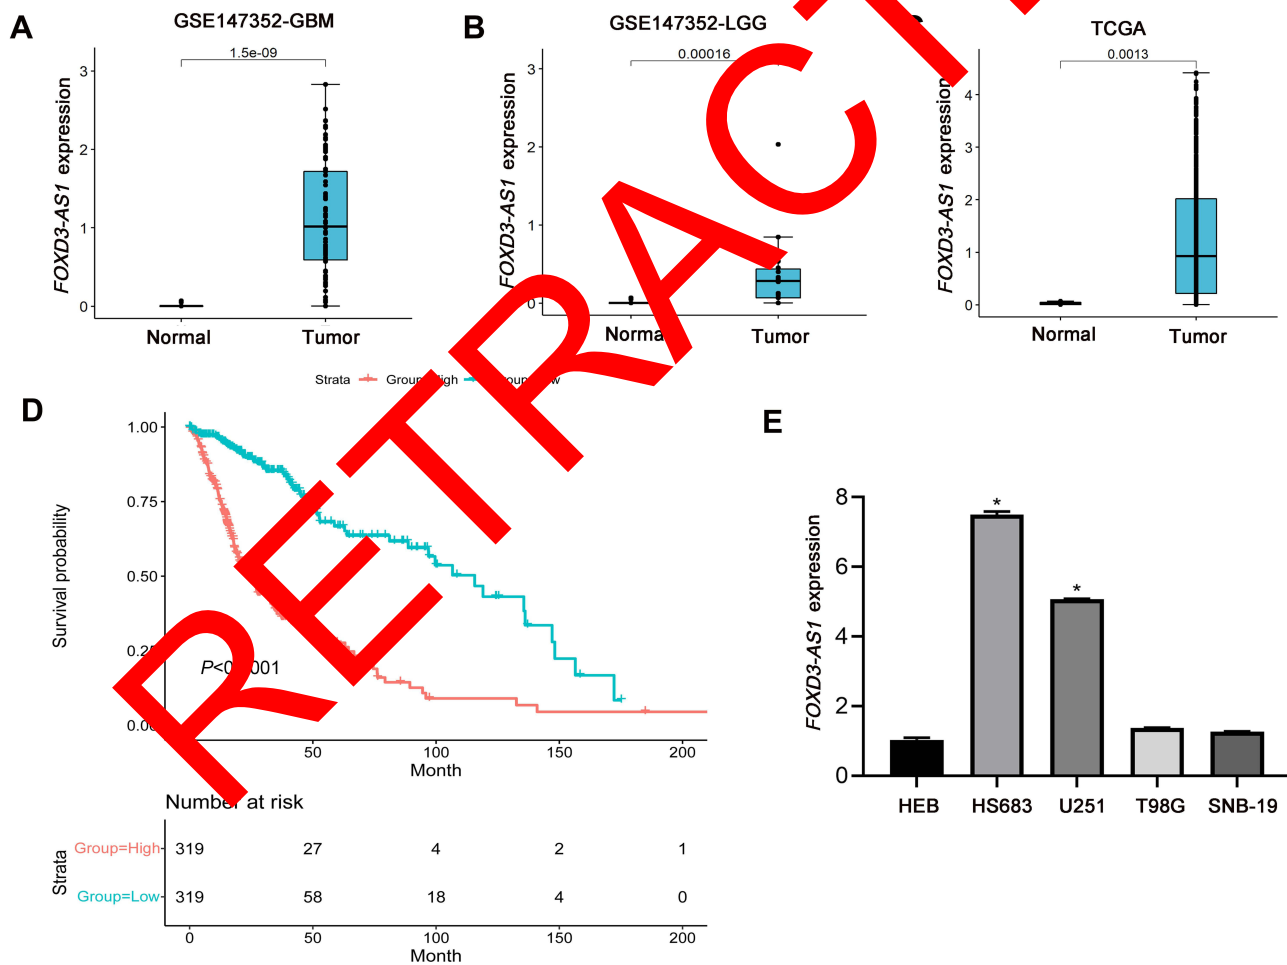 A
GSE147352-GBM
1.5e-09
FOXD3-AS1 expression
3
2
1
0
Normal
Tumor
B
GSE147352-LGG
0.00016
FOXD3-AS1 expression
3
2
1
0
Norma
Tumor
TCGA
0.0013
FOXD3-AS1 expression
4
3
2
1
0
Normal
Tumor
RETRACT
D
Strata
Survival probability
1.00
0.75
0.50
50
100
150
200
Month
Number at risk
Strata
Group=High
319
27
4
2
1
Group=Low
319
58
18
4
0
0
50
100
150
200
Month
E
FOXD3-AS1 expression
8
6
4
2
0
*
*
HEB
HS683
U251
T98G
SNB-19